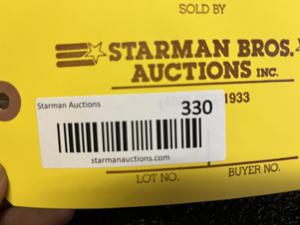 SOLD BY
STARMAN BROS.
AUCTIONS INC.
Starman Auctions
330
1933
starmanauctions.com
LOT NO.
BUYER NO.